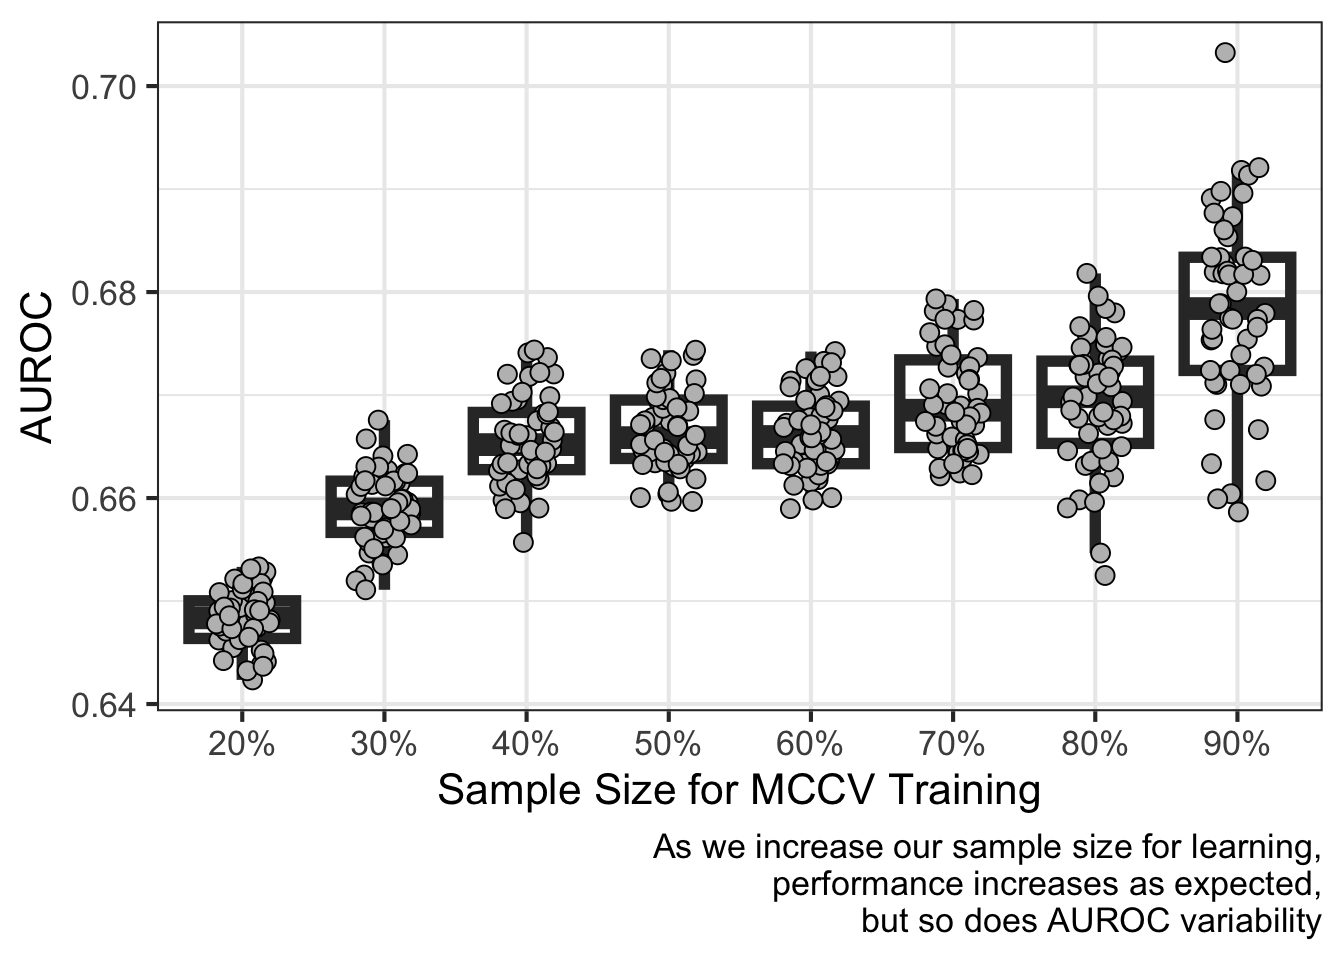 AUROC
0.70
0.68
0.66
0.64
20% 30% 40% 50% 60% 70% 80% 90%
Sample Size for MCCV Training
As we increase our sample size for learning,
performance increases as expected,
but so does AUROC variability